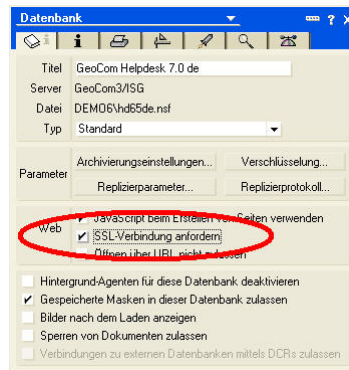 Datenbank
Titel GeoCom Helpdesk 7.0 de
Server GeoCom3/ISG
Datei DEMO6\hd65de.nsf
Typ Standard
Parameter
Archivierungseinstellungen... Verschlüsselung...
Replizierparameter... Replizierprotokoll...
Web
JavaScript beim Erstellen von Seiten verwenden
SSL-Verbindung anfordern
Öffnen über URL nicht zulassen
Hintergrund-Agenten für diese Datenbank deaktivieren
Gespeicherte Masken in dieser Datenbank zulassen
Bilder nach dem Laden anzeigen
Sperren von Dokumenten zulassen
Verbindungen zu externen Datenbanken mittels DCRs zulassen